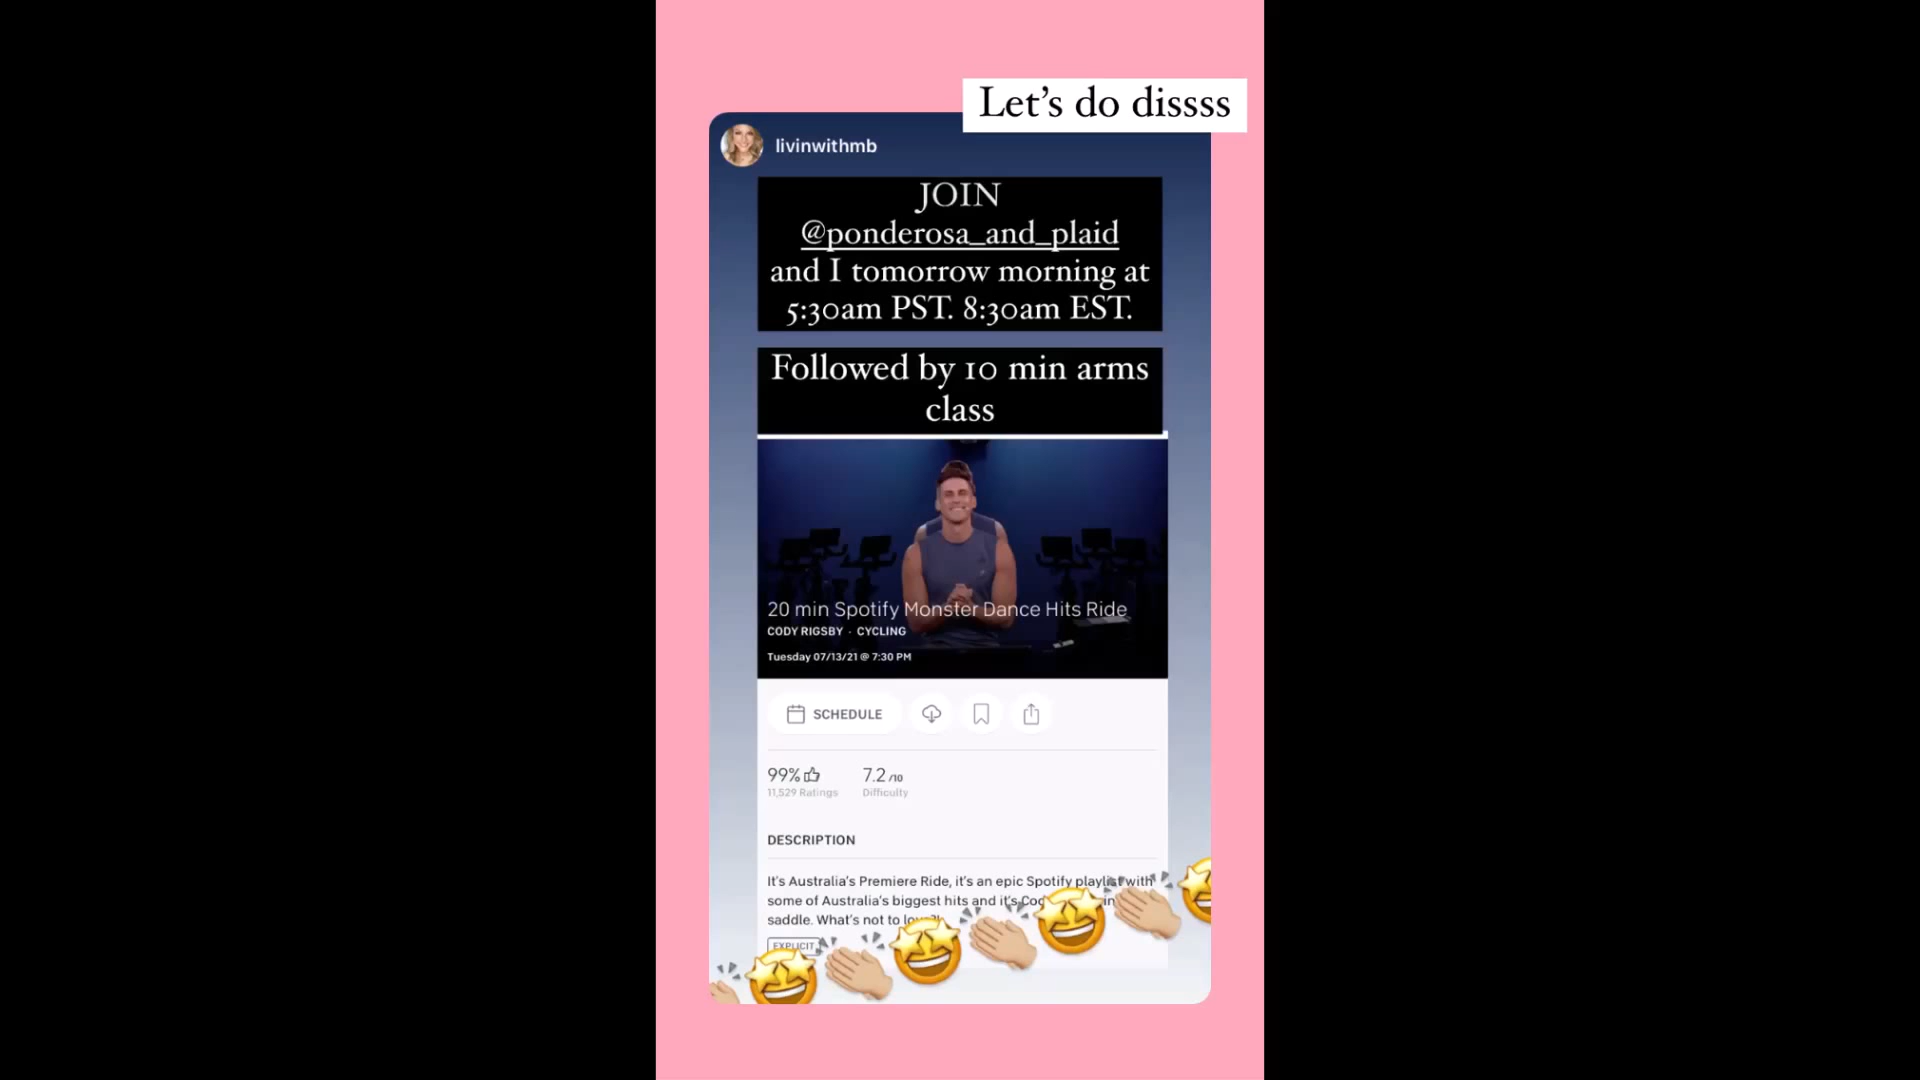 Let's do dissss
livinwithmb
JOIN
@ponderosa_and_plaid
and I tomorrow morning at
5:30am PST. 8:30am EST.
Followed by 10 min arms
class
20 min Spotify Monster Dance Hits Ride
CODY RIGSBY · CYCLING
Tuesday 07/13/21 @ 7:30 PM
SCHEDULE
99%
7.2 /10
11,529 Ratings
Difficulty
DESCRIPTION
It's Australia's Premiere Ride, it's an epic Spotify playlist with
some of Australia's biggest hits and it's
saddle. What's not to
EXPLICIT